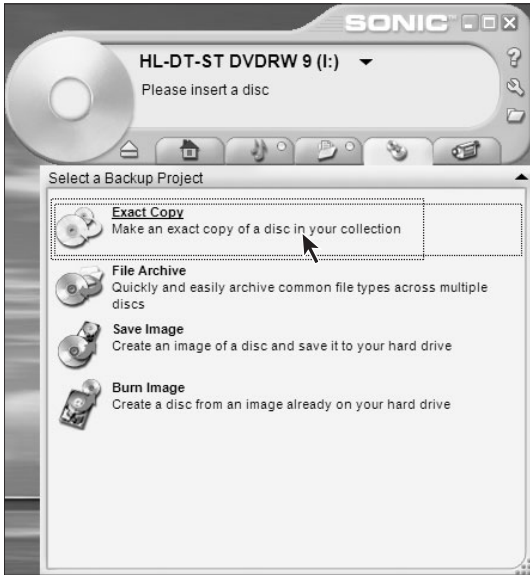 SONIC
HL-DT-ST DVDRW 9 (I:)
Please insert a disc
Select a Backup Project
Exact Copy
Make an exact copy of a disc in your collection
File Archive
Quickly and easily archive common file types across multiple
discs
Save Image
Create an image of a disc and save it to your hard drive
Burn Image
Create a disc from an image already on your hard drive